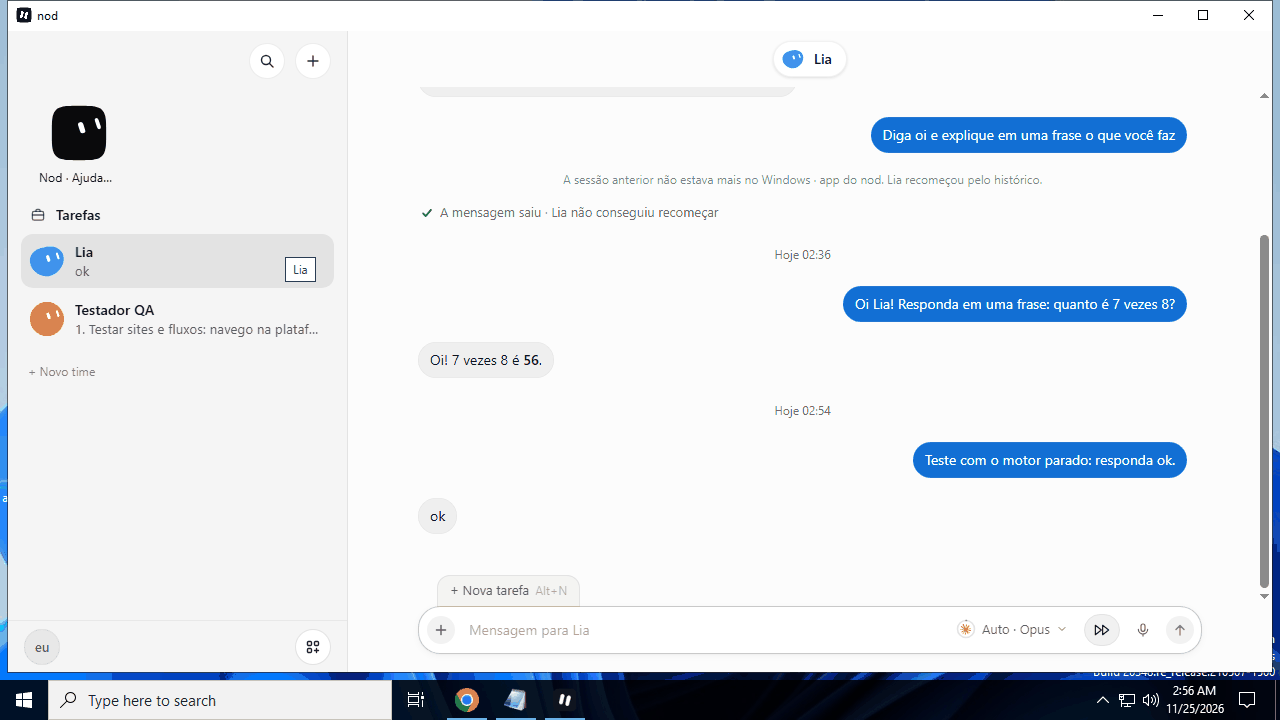 nod
Lia
Nod · Ajuda...
Tarefas
Lia
ok
Lia
Testador QA
1. Testar sites e fluxos: navego na plataf...
+ Novo time
eu
Diga oi e explique em uma frase o que você faz
A sessão anterior não estava mais no Windows · app do nod. Lia recomeçou pelo histórico.
A mensagem saiu · Lia não conseguiu recomeçar
Hoje 02:36
Oi Lia! Responda em uma frase: quanto é 7 vezes 8?
Oi! 7 vezes 8 é 56.
Hoje 02:54
Teste com o motor parado: responda ok.
ok
+ Nova tarefa Alt+N
Mensagem para Lia
Auto · Opus
Type here to search
2:56 AM
11/25/2026